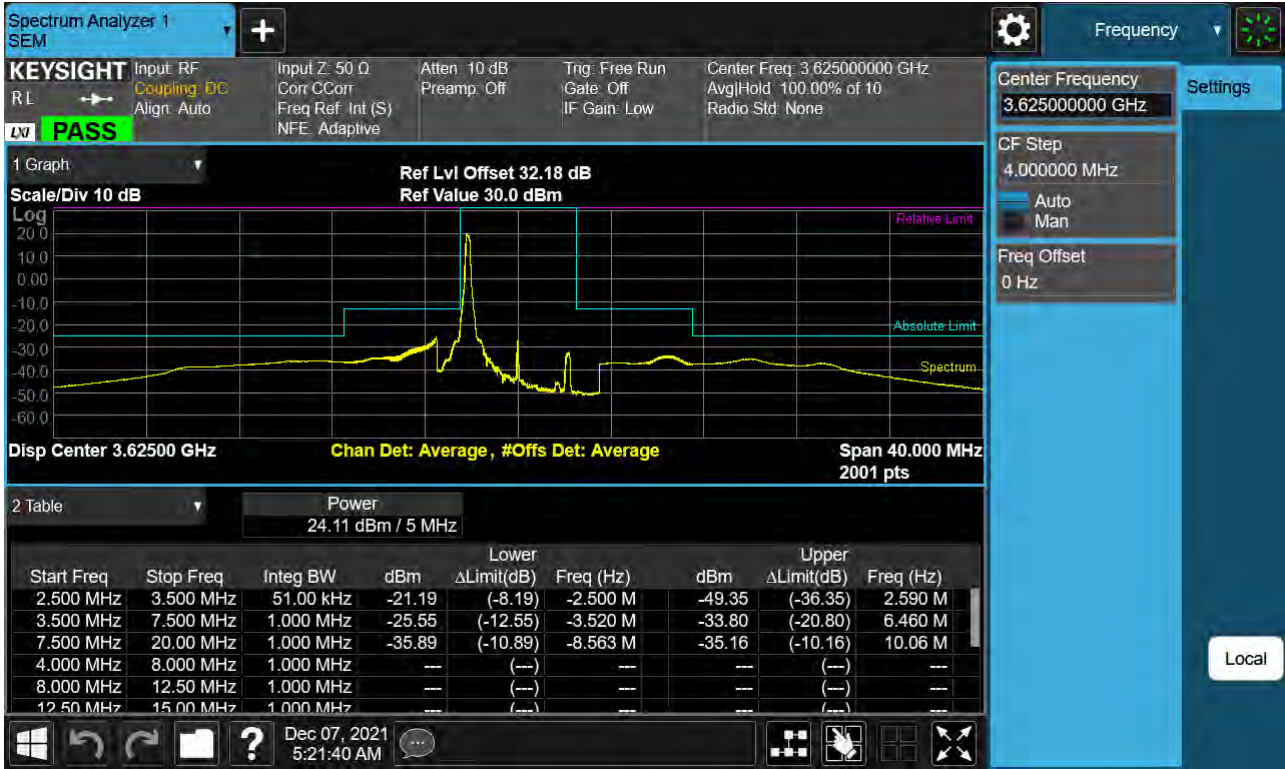 Spectrum Analyzer 1
SEM
+
Frequency
KEYSIGHT
RL
LXI
PASS
Input: RF
Coupling: DC
Align: Auto
Input Z: 50 Ω
Corr CCorr
Freq Ref: Int (S)
NFE: Adaptive
Atten: 10 dB
Preamp: Off
Trig: Free Run
Gate: Off
IF Gain: Low
Center Freq: 3.625000000 GHz
Avg|Hold: 100.00% of 10
Radio Std: None
Center Frequency
3.625000000 GHz
Settings
CF Step
4.000000 MHz
Auto
Man
Freq Offset
0 Hz
Local
1 Graph
Scale/Div 10 dB
Ref Lvl Offset 32.18 dB
Ref Value 30.0 dBm
Log
20.0
10.0
0.00
-10.0
-20.0
-30.0
-40.0
-50.0
-60.0
Relative Limit
Absolute Limit
Spectrum
Disp Center 3.62500 GHz
Chan Det: Average, #Offs Det: Average
Span 40.000 MHz
2001 pts
2 Table
Power
24.11 dBm / 5 MHz
Lower Upper
Start Freq Stop Freq Integ BW dBm ΔLimit(dB) Freq (Hz) dBm ΔLimit(dB) Freq (Hz)
2.500 MHz 3.500 MHz 51.00 kHz -21.19 (-8.19) -2.500 M -49.35 (-36.35) 2.590 M
3.500 MHz 7.500 MHz 1.000 MHz -25.55 (-12.55) -3.520 M -33.80 (-20.80) 6.460 M
7.500 MHz 20.00 MHz 1.000 MHz -35.89 (-10.89) -8.563 M -35.16 (-10.16) 10.06 M
4.000 MHz 8.000 MHz 1.000 MHz --- (---) --- --- (---) ---
8.000 MHz 12.50 MHz 1.000 MHz --- (---) --- --- (---) ---
12.50 MHz 15.00 MHz 1.000 MHz --- (---) --- --- (---) ---
?
Dec 07, 2021
5:21:40 AM